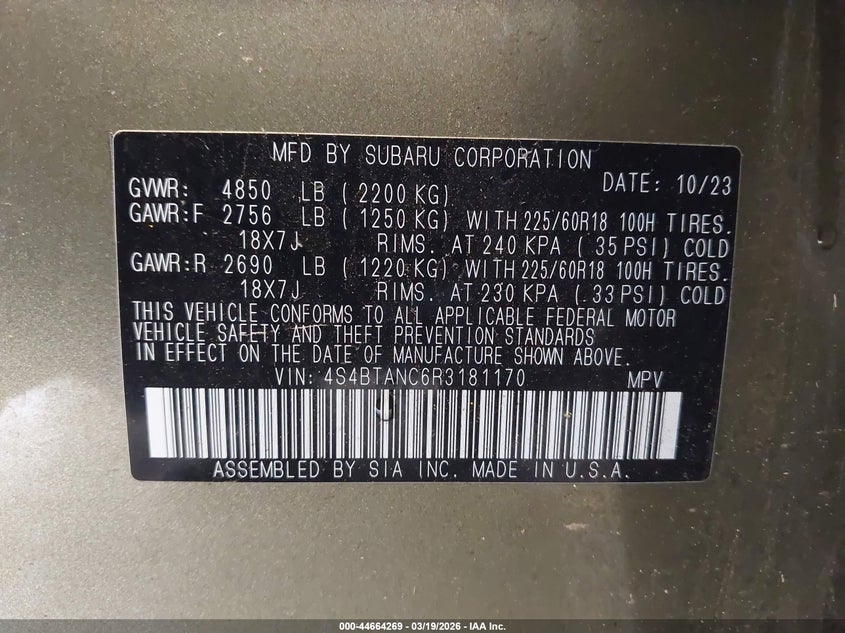 MFD BY SUBARU CORPORATION
DATE: 10/23
GVWR: 4850 LB ( 2200 KG)
GAWR:F 2756 LB ( 1250 KG) WITH 225/60R18 100H TIRES.
18X7J RIMS. AT 240 KPA ( 35 PSI) COLD
GAWR:R 2690 LB ( 1220 KG) WITH 225/60R18 100H TIRES.
18X7J RIMS. AT 230 KPA ( 33 PSI) COLD
THIS VEHICLE CONFORMS TO ALL APPLICABLE FEDERAL MOTOR
VEHICLE SAFETY AND THEFT PREVENTION STANDARDS
IN EFFECT ON THE DATE OF MANUFACTURE SHOWN ABOVE.
VIN: 4S4BTANC6R3181170 MPV
ASSEMBLED BY SIA INC. MADE IN U.S.A.
000-44664269 - 03/19/2026 - IAA Inc.